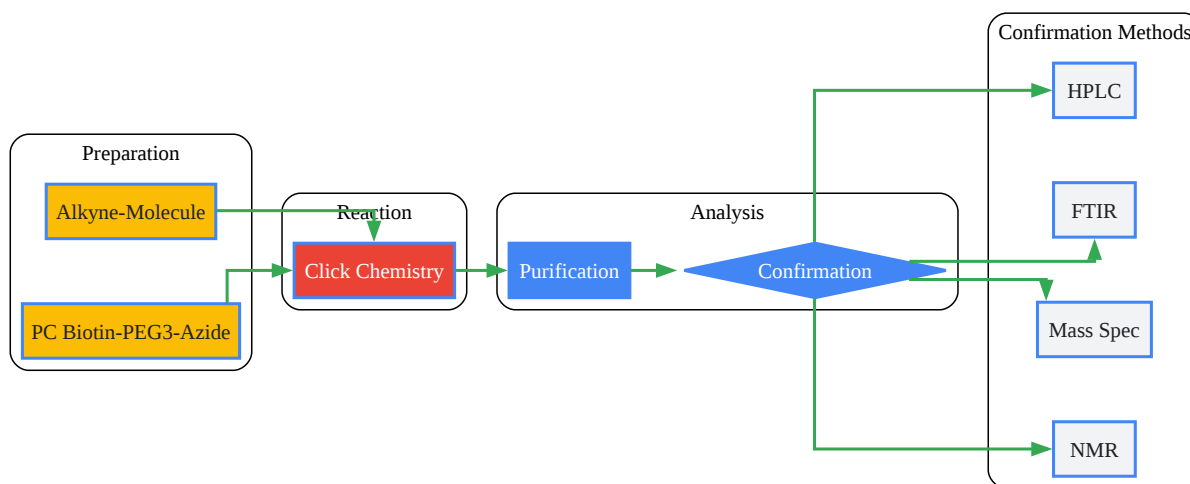 Preparation
Alkyne-Molecule
PC Biotin-PEG3-Azide
Reaction
Click Chemistry
Analysis
Purification
Confirmation
Confirmation Methods
HPLC
FTIR
Mass Spec
NMR